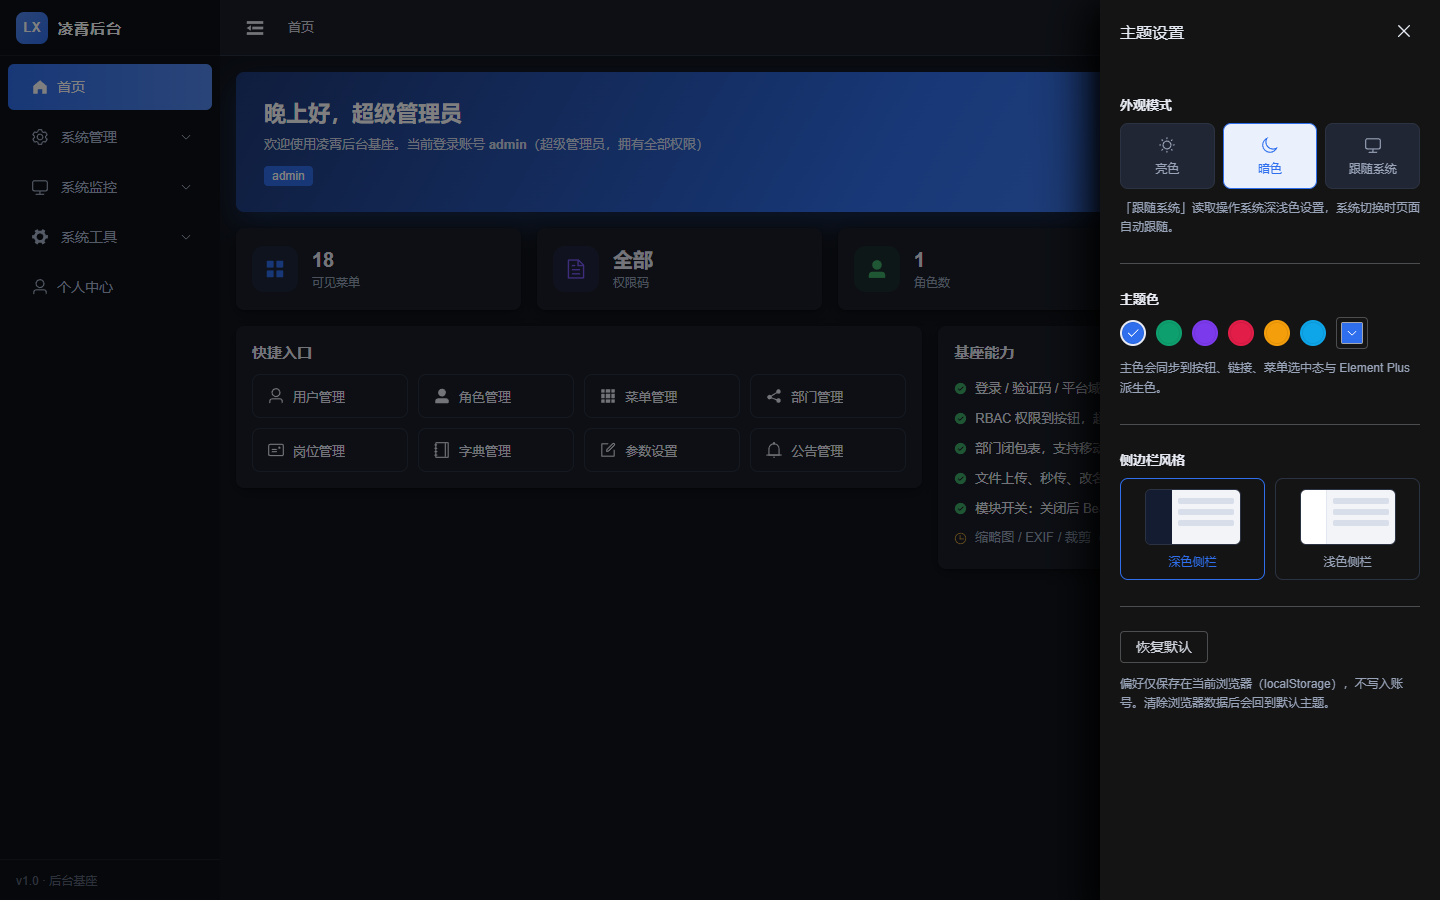 LX 凌霄后台
首页
系统管理
系统监控
系统工具
个人中心
v1.0 · 后台基座
首页
晚上好，超级管理员
欢迎使用凌霄后台基座。当前登录账号 admin（超级管理员，拥有全部权限）
admin
18
可见菜单
全部
权限码
1
角色数
快捷入口
用户管理
角色管理
菜单管理
部门管理
岗位管理
字典管理
参数设置
公告管理
基座能力
登录 / 验证码 / 平台域
RBAC 权限到按钮，
部门闭包表，支持移动
文件上传、秒传、改名
模块开关：关闭后 Be
缩略图 / EXIF / 裁剪
主题设置
外观模式
亮色
暗色
跟随系统
「跟随系统」读取操作系统深浅色设置，系统切换时页面
自动跟随。
主题色
主色会同步到按钮、链接、菜单选中态与 Element Plus
派生色。
侧边栏风格
深色侧栏
浅色侧栏
恢复默认
偏好仅保存在当前浏览器（localStorage），不写入账
号。清除浏览器数据后会回到默认主题。